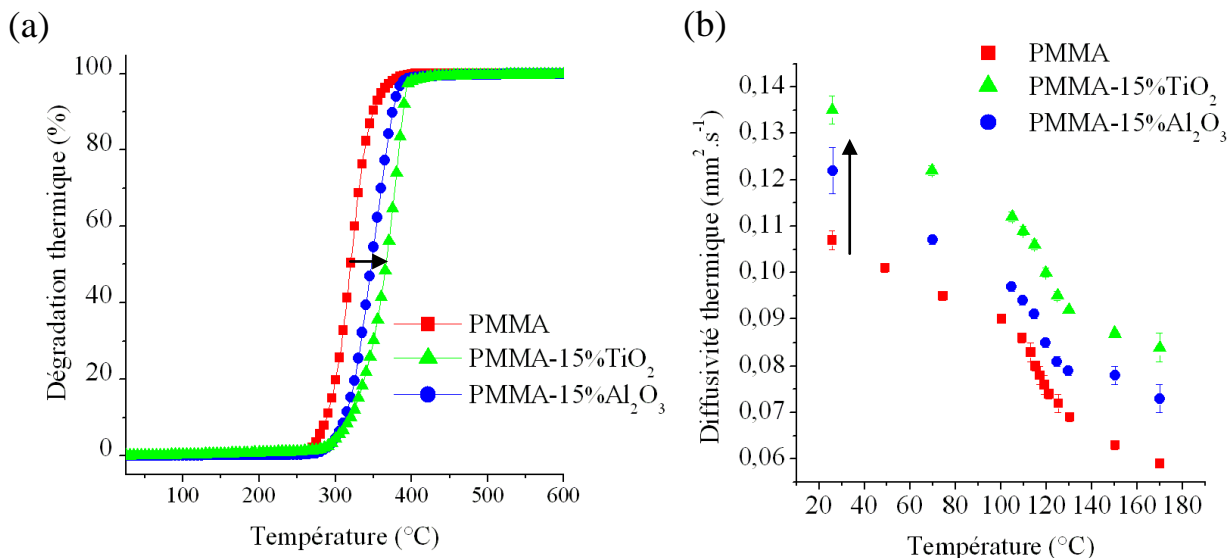 (a)
Dégradation thermique (%)
100
80
60
40
20
0
PMMA
PMMA-15%TiO₂
PMMA-15%Al₂O₃
100 200 300 400 500 600
Température (°C)
(b)
PMMA
PMMA-15%TiO₂
PMMA-15%Al₂O₃
Diffusivité thermique (mm².s⁻¹)
0,14
0,13
0,12
0,11
0,10
0,09
0,08
0,07
0,06
20 40 60 80 100 120 140 160 180
Température (°C)